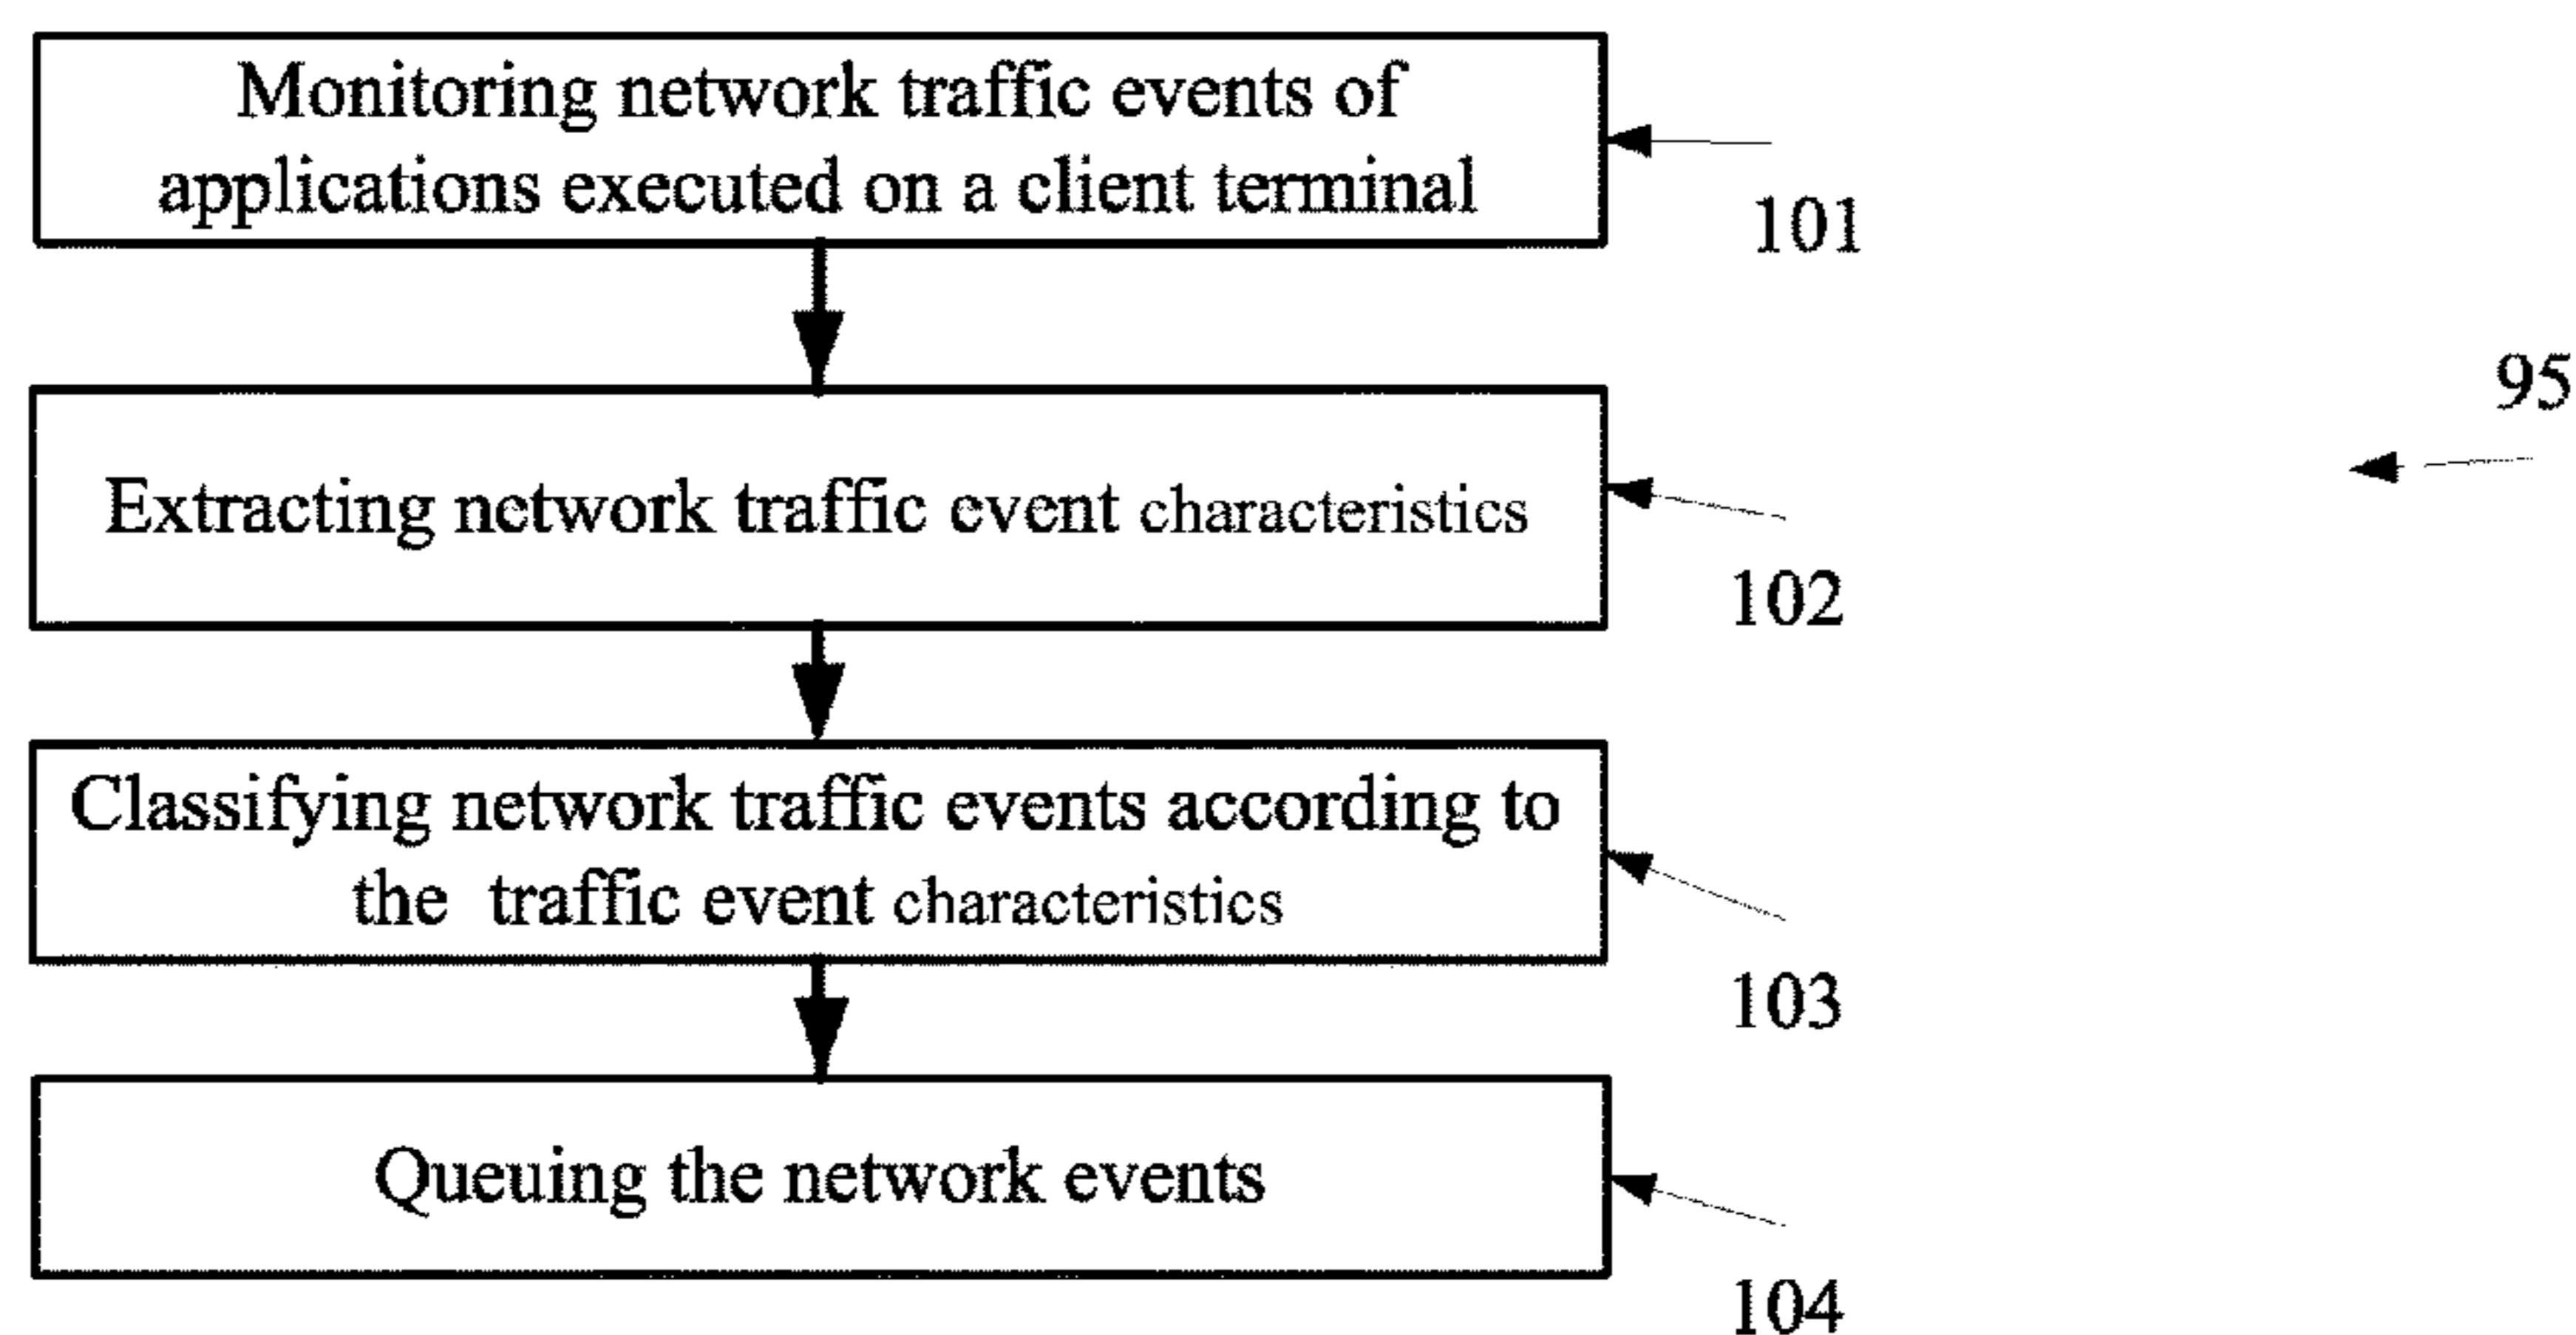 Monitoring network traffic events of
applications executed on a client terminal
101
95
Extracting network traffic event characteristics
102
Classifying network traffic events according to
the traffic event characteristics
103
Queuing the network events
104